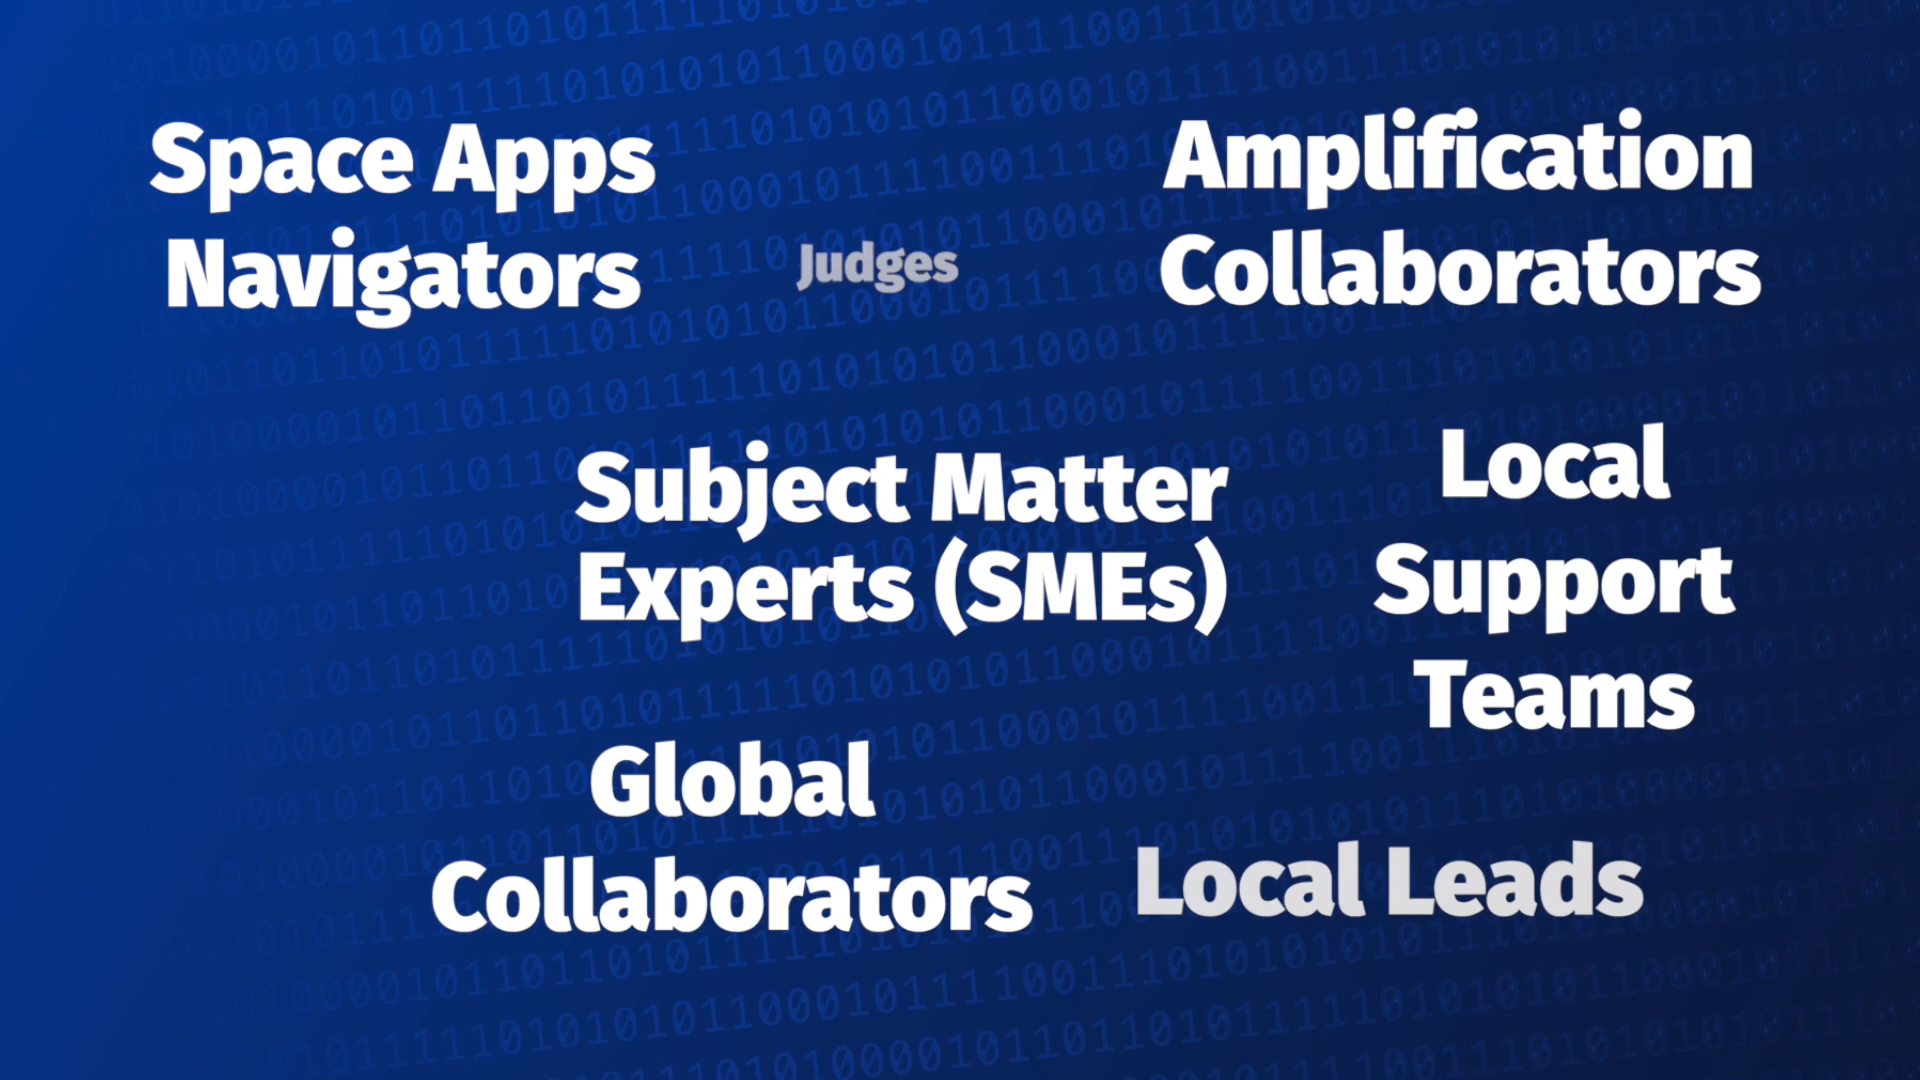 Space Apps
Navigators
Judges
Amplification
Collaborators
Subject Matter
Experts (SMEs)
Local
Support
Teams
Global
Collaborators
Local Leads